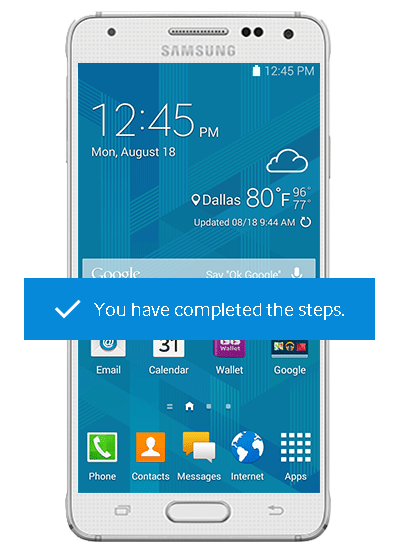 SAMSUNG
12:45 PM
12:45 PM
Mon, August 18
Dallas 80°F 96°
77°
Updated 08/18 9:44 AM
Google Say "Ok Google"
You have completed the steps.
31
Email Calendar Wallet Google
Phone Contacts Messages Internet Apps